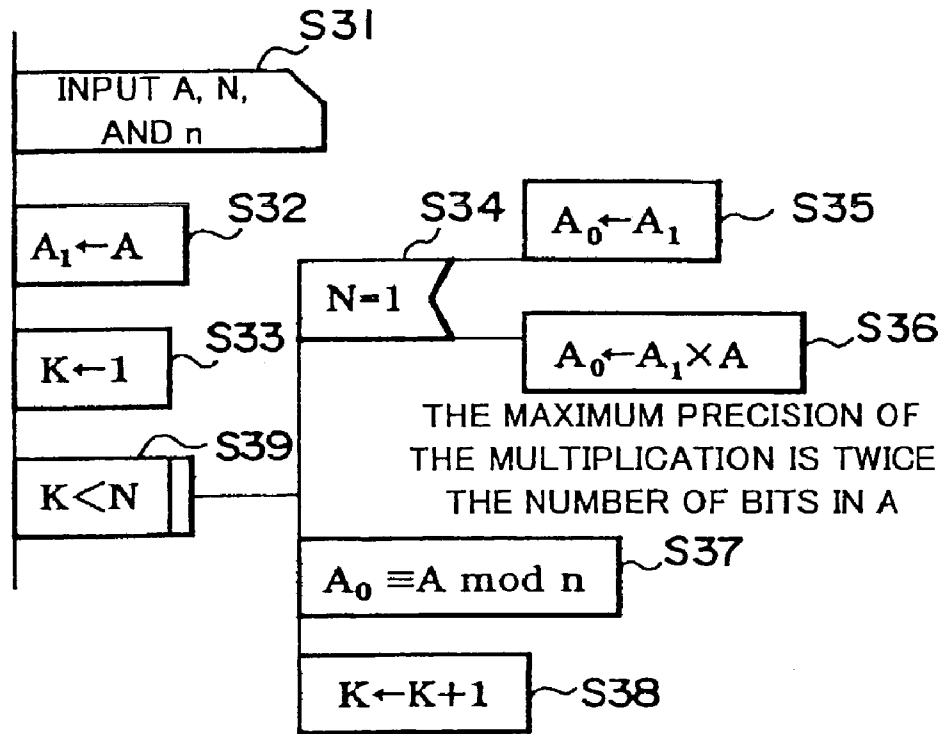 S31
INPUT A, N,
AND n
S32
A₁←A
S33
K←1
S39
K<N
S34
N=1
S35
A₀←A₁
S36
A₀←A₁×A
THE MAXIMUM PRECISION OF
THE MULTIPLICATION IS TWICE
THE NUMBER OF BITS IN A
S37
A₀ ≡A mod n
K←K+1
S38